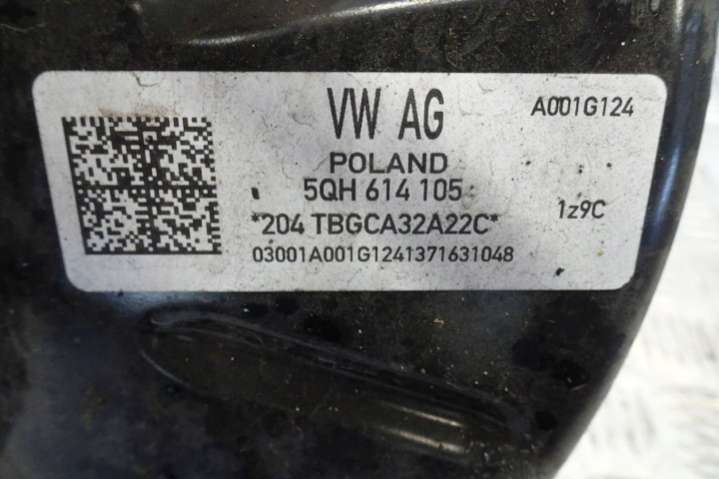 VW AG
A001G124
POLAND
5QH 614 105
1z9C
*204 TBGCA32A22C*
03001A001G1241371631048